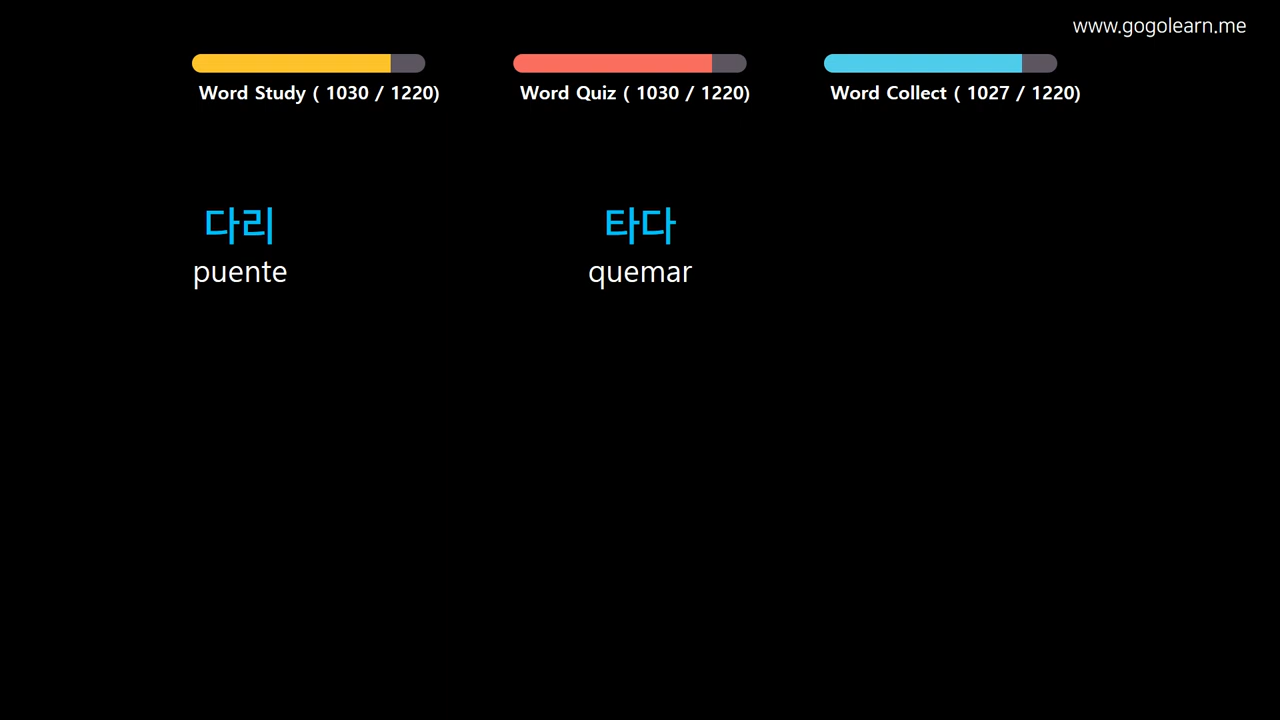 www.gogolearn.me
Word Study ( 1030 / 1220)
Word Quiz ( 1030 / 1220)
Word Collect ( 1027 / 1220)
다리
puente
타다
quemar